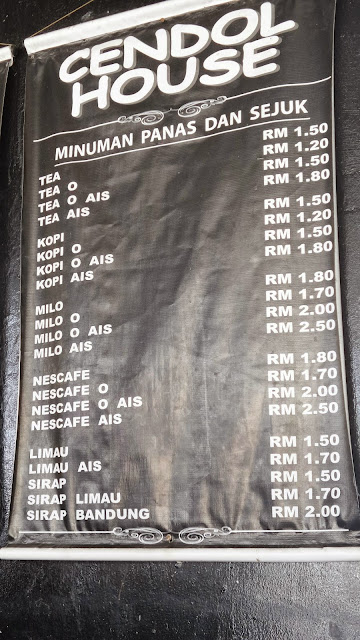 CENDOL
HOUSE
MINUMAN PANAS DAN SEJUK
TEA RM 1.50
TEA O RM 1.20
TEA O AIS RM 1.50
TEA AIS RM 1.80
KOPI RM 1.50
KOPI O RM 1.20
KOPI O AIS RM 1.50
KOPI AIS RM 1.80
MILO RM 1.80
MILO O RM 1.70
MILO O AIS RM 2.00
MILO AIS RM 2.50
NESCAFE RM 1.80
NESCAFE O RM 1.70
NESCAFE O AIS RM 2.00
NESCAFE AIS RM 2.50
LIMAU RM 1.50
LIMAU AIS RM 1.70
SIRAP RM 1.50
SIRAP LIMAU RM 1.70
SIRAP BANDUNG RM 2.00